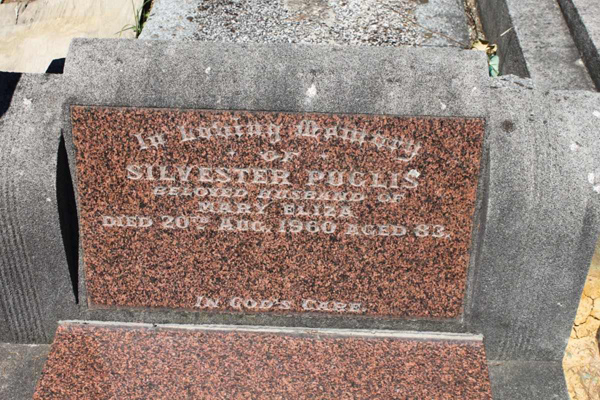 In Loving Memory
OF
SILVESTER PUGLIS
BELOVED HUSBAND OF
MARY ELIZA
DIED 20TH AUG. 1960 AGED 83.
IN GOD'S CARE